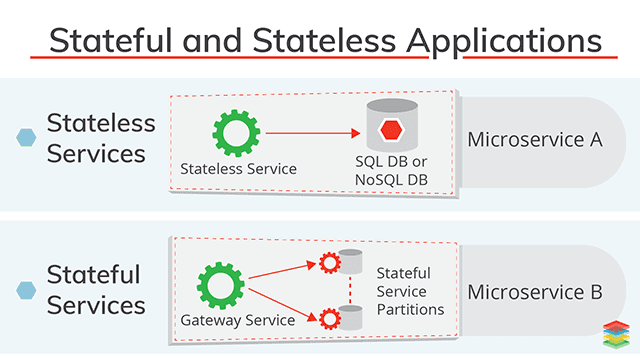 Stateful and Stateless Applications
Stateless
Services
Stateless Service
SQL DB or
NoSQL DB
Microservice A
Stateful
Services
Gateway Service
Stateful
Service
Partitions
Microservice B